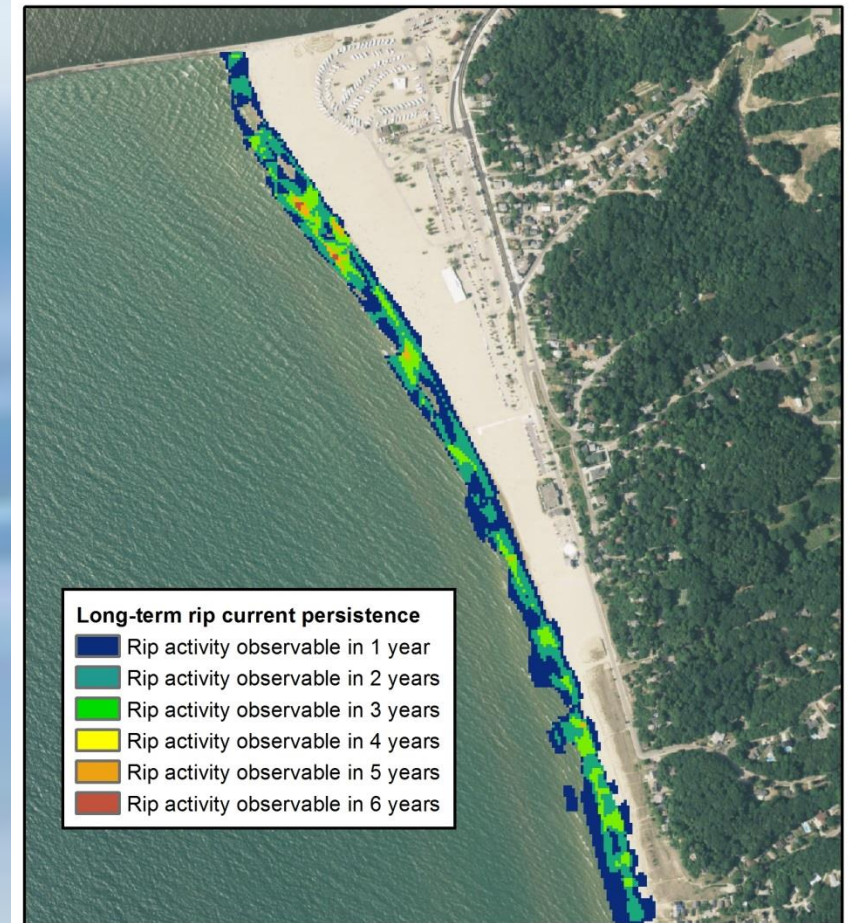 Long-term rip current persistence
Rip activity observable in 1 year
Rip activity observable in 2 years
Rip activity observable in 3 years
Rip activity observable in 4 years
Rip activity observable in 5 years
Rip activity observable in 6 years